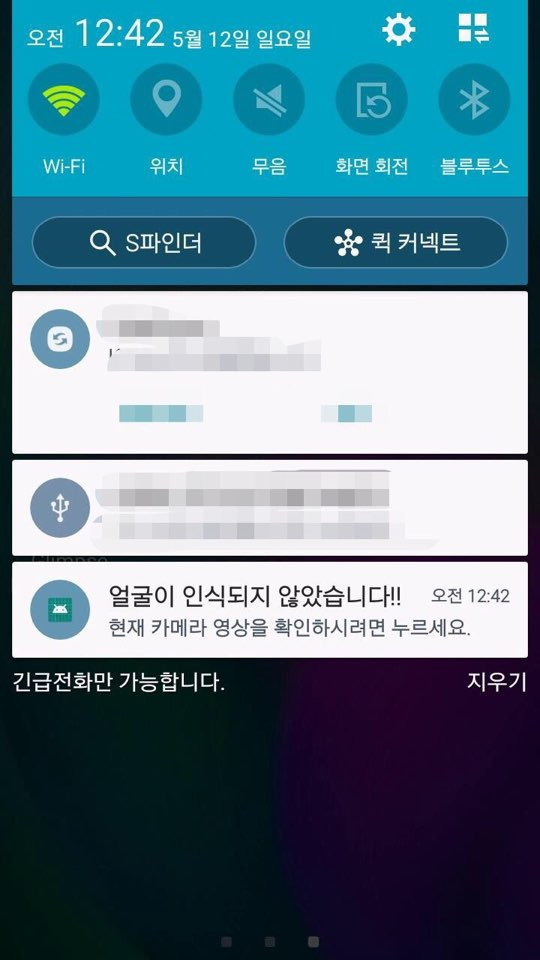 오전 12:42 5월 12일 일요일
Wi-Fi 위치 무음 화면 회전 블루투스
S파인더 퀵 커넥트
Glimpse
얼굴이 인식되지 않았습니다!! 오전 12:42
현재 카메라 영상을 확인하시려면 누르세요.
긴급전화만 가능합니다. 지우기